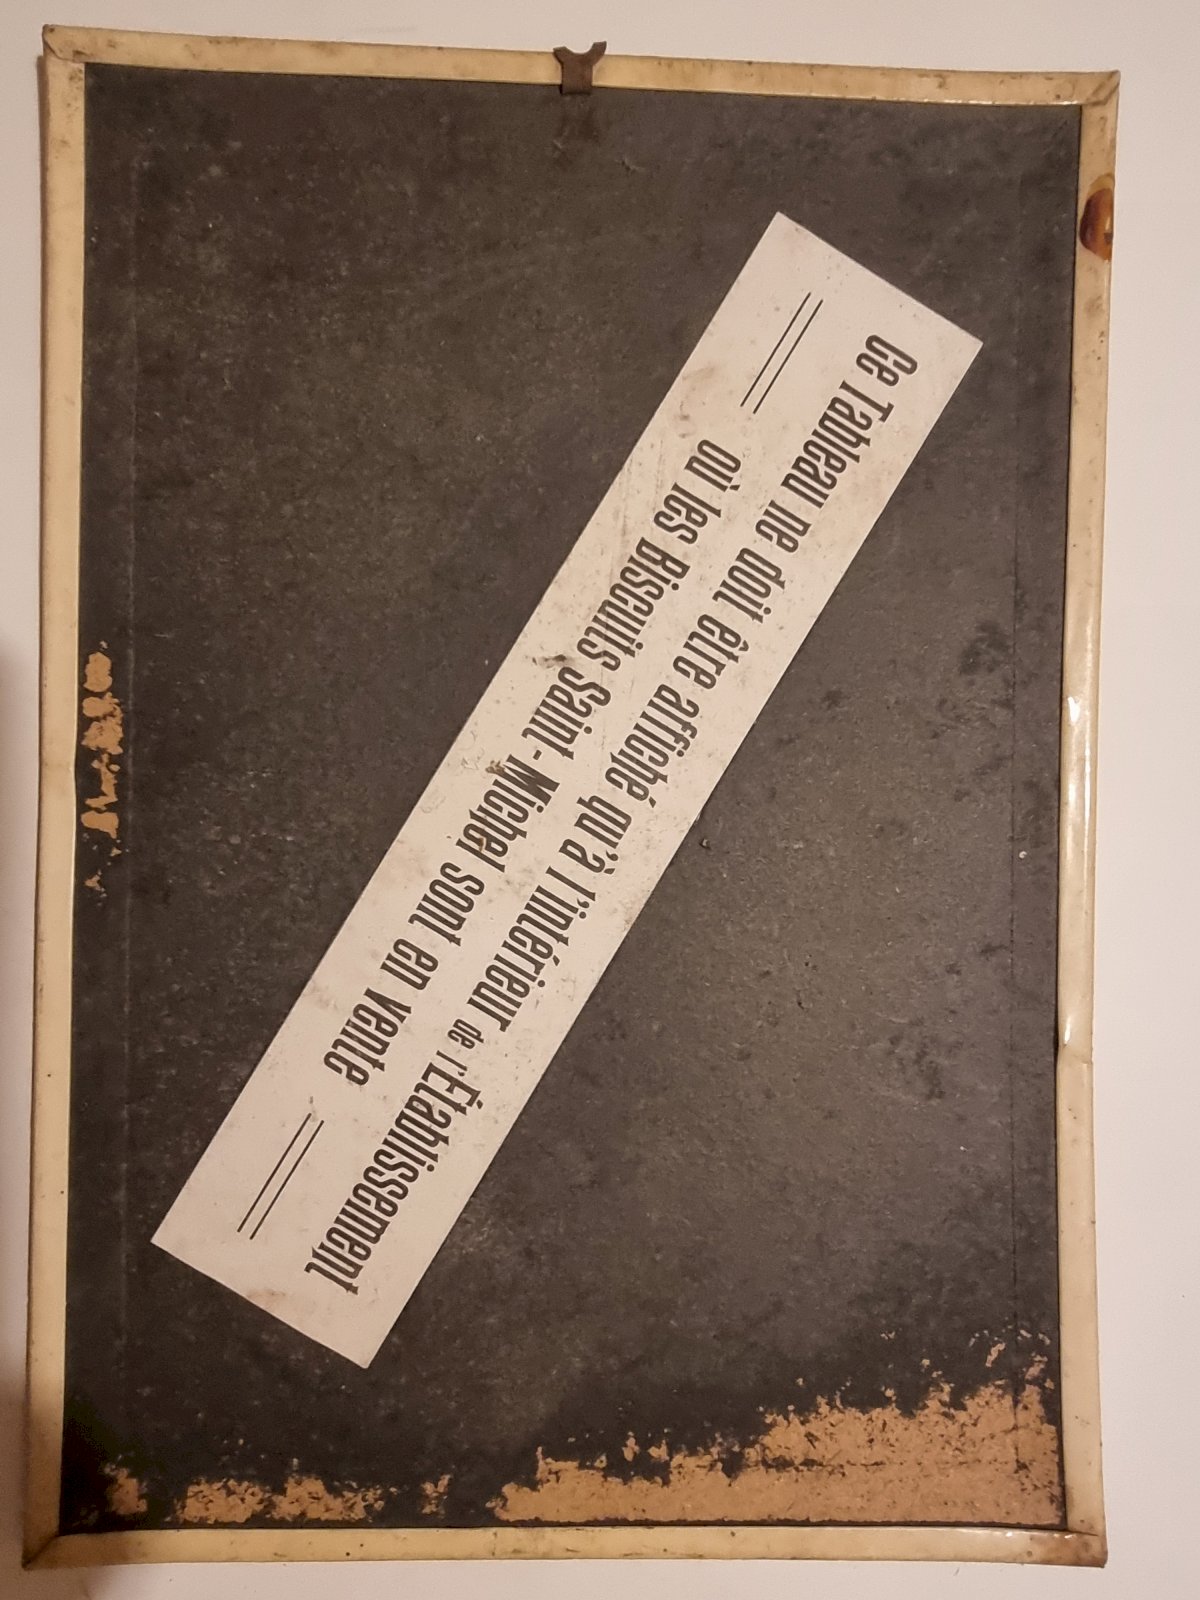 Ce Tableau ne doit être affiché qu'à l'intérieur de l'Établissement
où les Biscuits Saint-Michel sont en vente